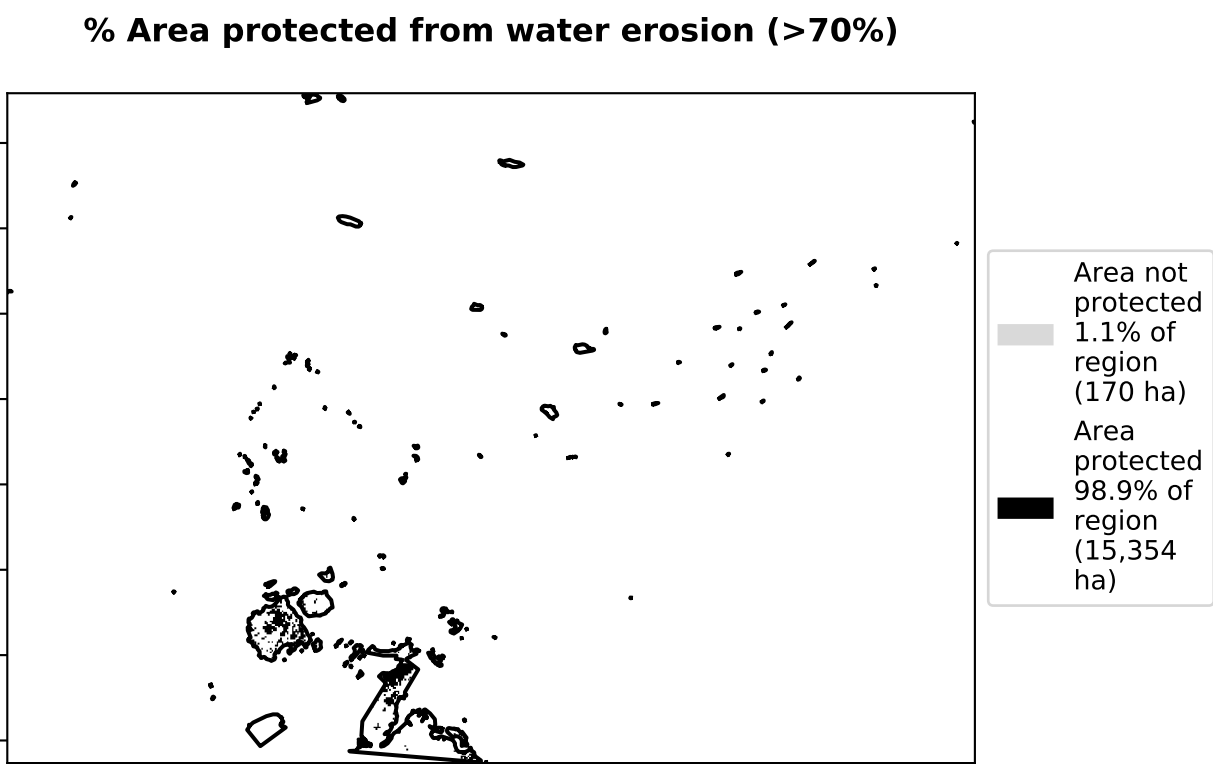 % Area protected from water erosion (>70%)
Area not
protected
1.1% of
region
(170 ha)
Area
protected
98.9% of
region
(15,354
ha)